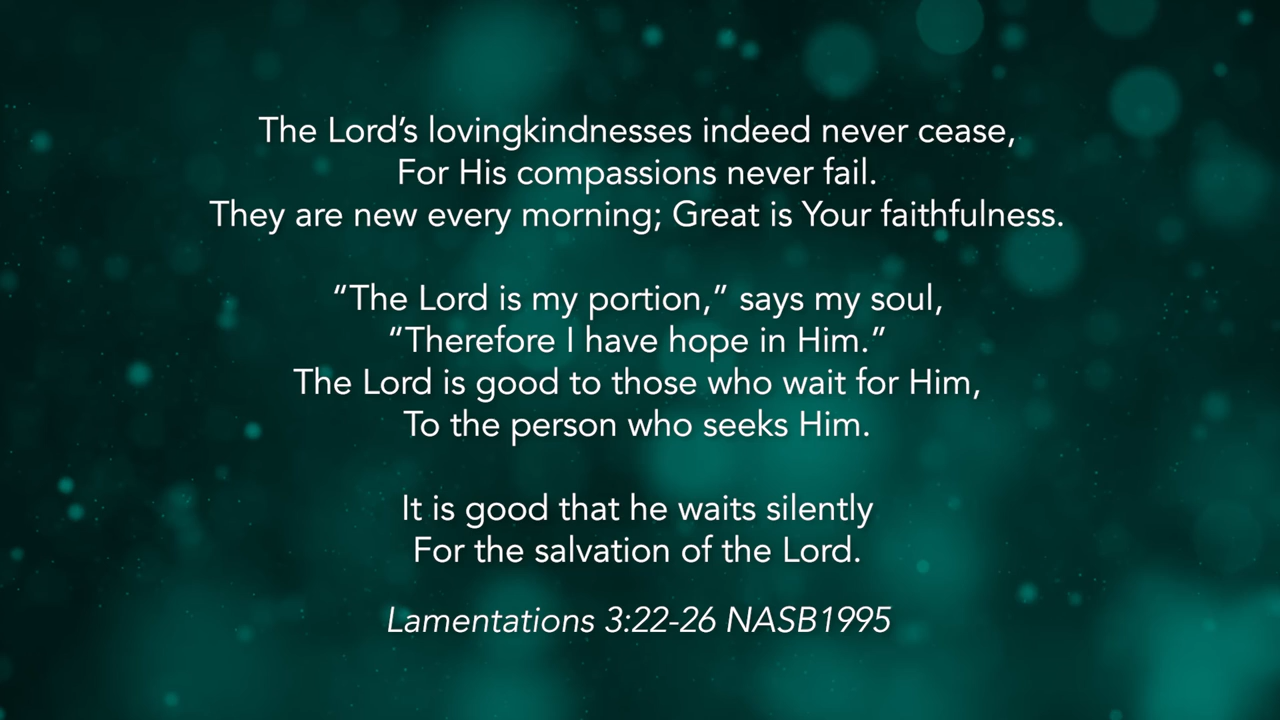 The Lord’s lovingkindnesses indeed never cease,
For His compassions never fail.
They are new every morning; Great is Your faithfulness.
“The Lord is my portion,” says my soul,
“Therefore I have hope in Him.”
The Lord is good to those who wait for Him,
To the person who seeks Him.
It is good that he waits silently
For the salvation of the Lord.
Lamentations 3:22-26 NASB1995